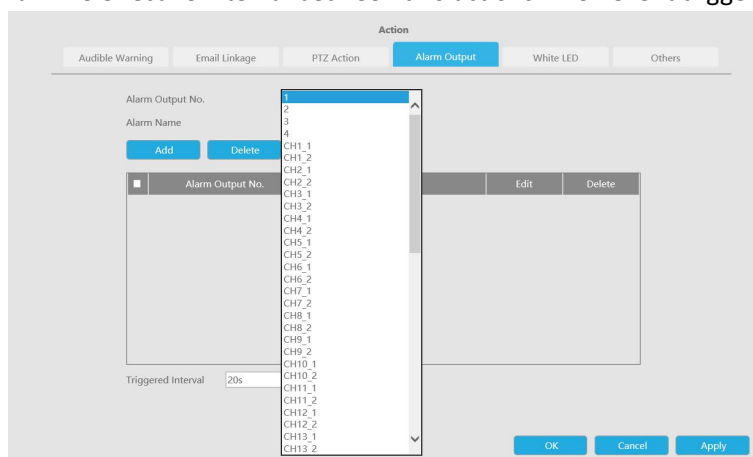 Action
Audible Warning Email Linkage PTZ Action Alarm Output White LED Others
Alarm Output No.
Alarm Name
Add Delete
Alarm Output No. Edit Delete
1
2
3
4
CH1_1
CH1_2
CH2_1
CH2_2
CH3_1
CH3_2
CH4_1
CH4_2
CH5_1
CH5_2
CH6_1
CH6_2
CH7_1
CH7_2
CH8_1
CH8_2
CH9_1
CH9_2
CH10_1
CH10_2
CH11_1
CH11_2
CH12_1
CH12_2
CH13_1
CH13_2
Triggered Interval 20s
OK Cancel Apply